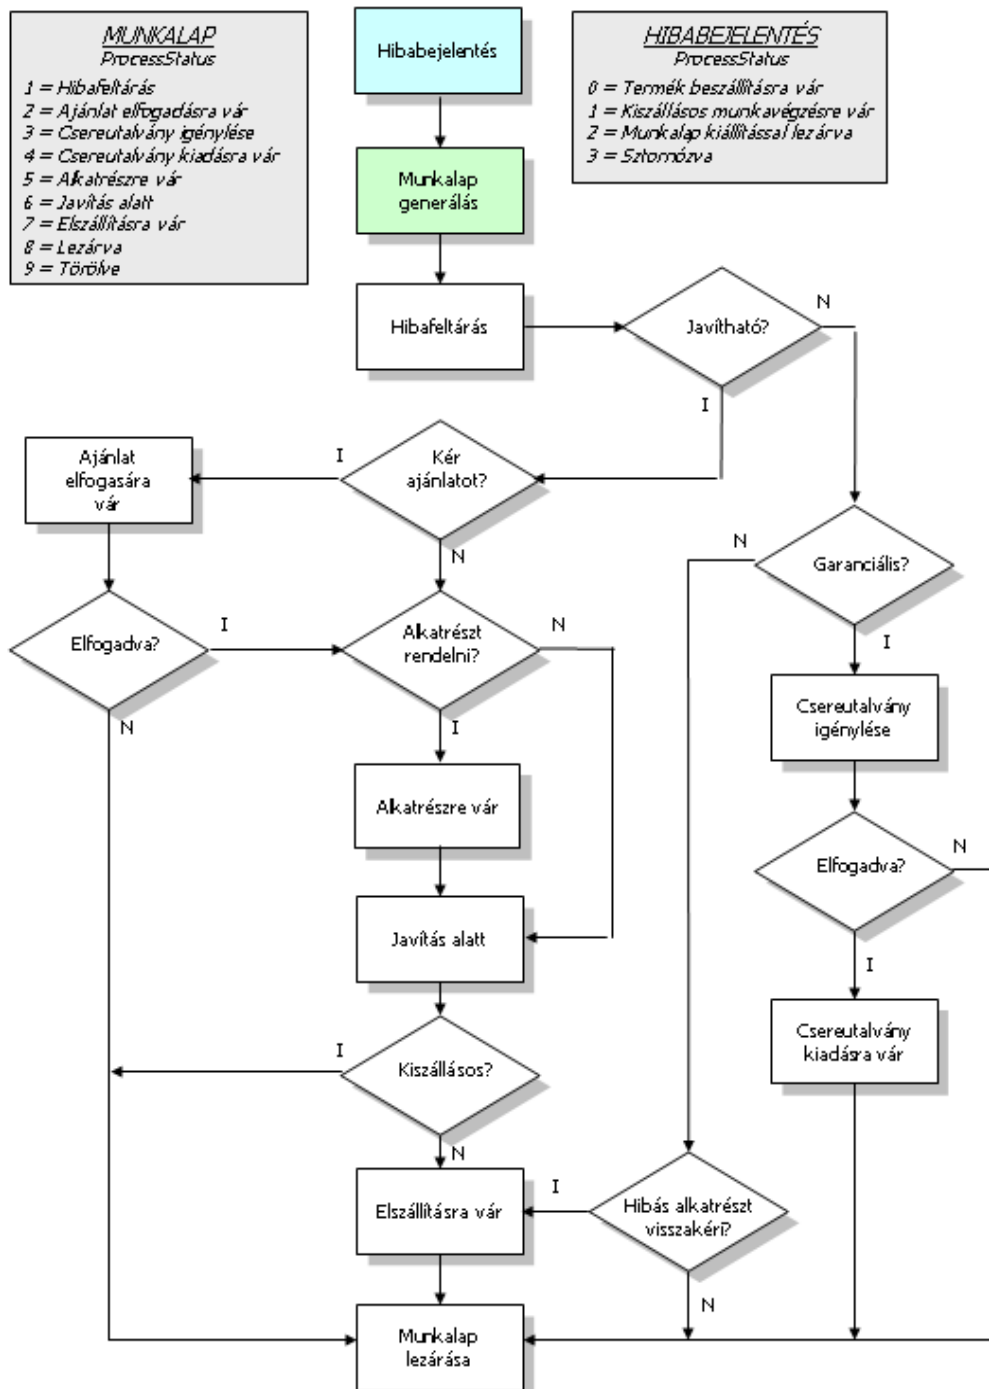 MUNKALAP
ProcessStatus
1 = Hibafeltárás
2 = Ajánlat elfogadásra vár
3 = Csereutalvány igénylése
4 = Csereutalvány kiadásra vár
5 = Alkatrészre vár
6 = Javítás alatt
7 = Elszállításra vár
8 = Lezárva
9 = Törölve
Hibabejelentés
HIBABEJELENTÉS
ProcessStatus
0 = Termék beszállításra vár
1 = Kiszállásos munkavégzésre vár
2 = Munkalap kiállítással lezárva
3 = Sztornózva
Munkalap
generálás
Hibafeltárás
Javítható?
N
I
Kér
ajánlatot?
I
N
Ajánlat
elfogasára
vár
Elfogadva?
I
N
Alkatrészt
rendelni?
N
I
Garanciális?
N
I
Csereutalvány
igénylése
Alkatrészre vár
Elfogadva?
N
I
Javítás alatt
Csereutalvány
kiadásra vár
Kiszállásos?
I
N
Elszállításra vár
Hibás alkatrészt
visszakéri?
I
N
Munkalap
lezárása